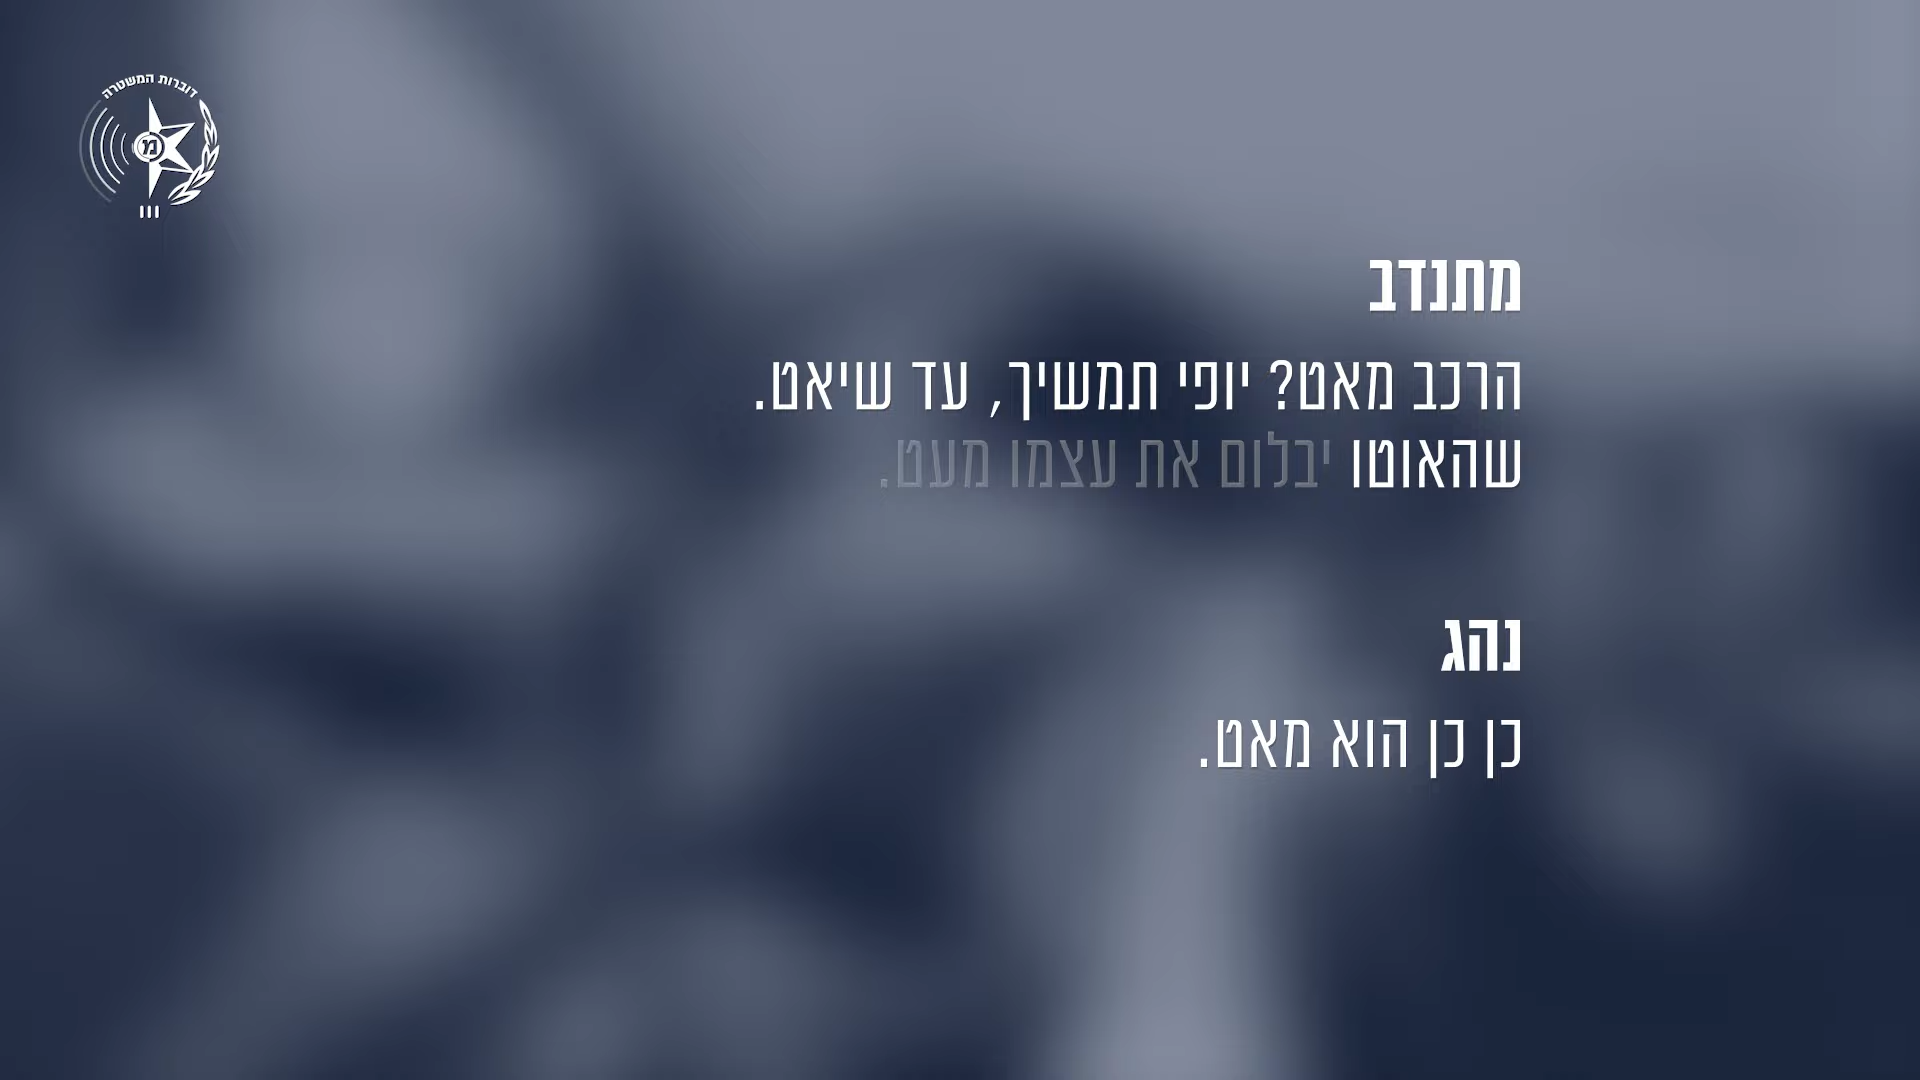 דוברות המשטרה
מ
מתנדב
הרכב מאט? יופי תמשיך, עד שיאט.
שהאוטו יבלום את עצמו מעט.
נהג
כן כן הוא מאט.